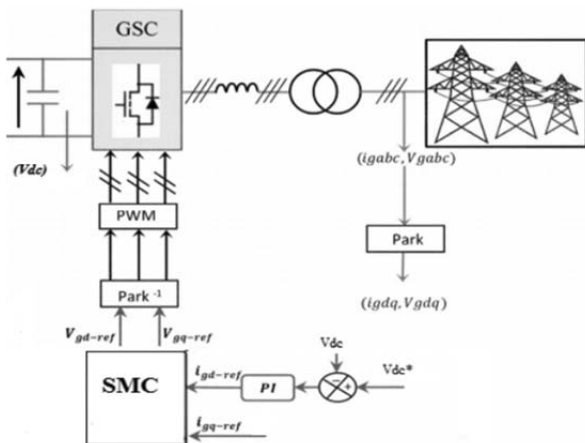 GSC
(Vdc)
(igabc, Vgabc)
PWM
Park
Park -1
(igdq, Vgdq)
Vgd-ref
Vgq-ref
Vdc
SMC
igd-ref
PI
− +
Vdc*
igq-ref